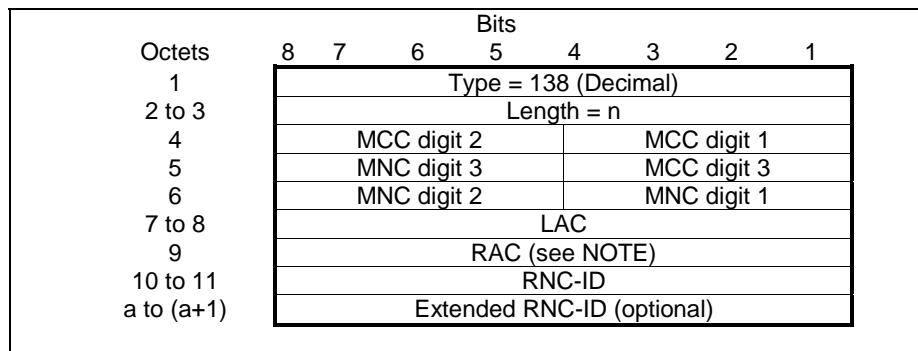 Bits
Octets 8 7 6 5 4 3 2 1
1 Type = 138 (Decimal)
2 to 3 Length = n
4 MCC digit 2 MCC digit 1
5 MNC digit 3 MCC digit 3
6 MNC digit 2 MNC digit 1
7 to 8 LAC
9 RAC (see NOTE)
10 to 11 RNC-ID
a to (a+1) Extended RNC-ID (optional)